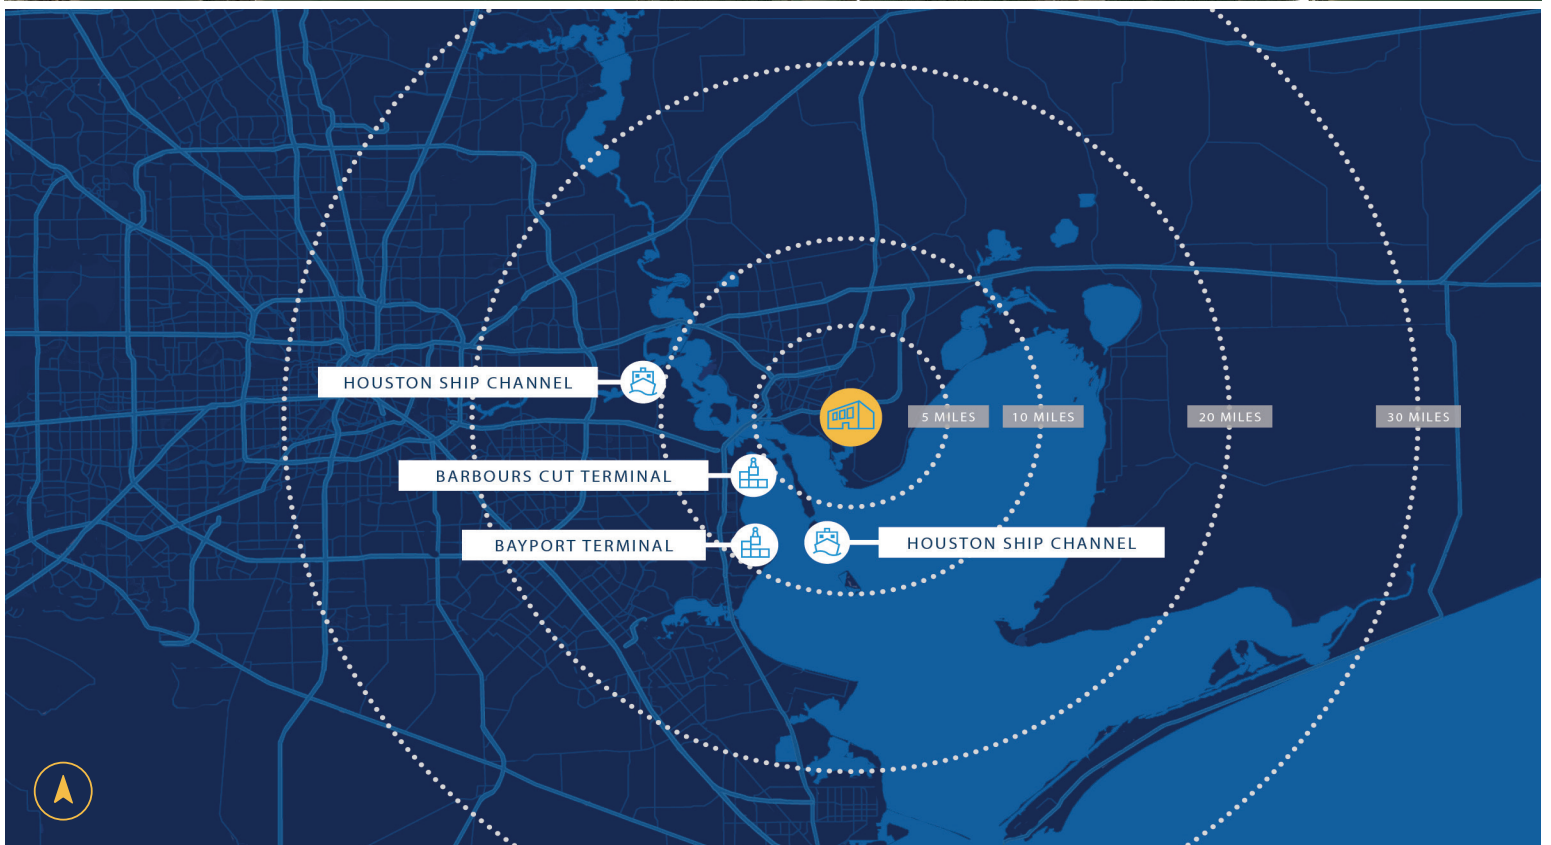 HOUSTON SHIP CHANNEL
5 MILES
10 MILES
20 MILES
30 MILES
BARBOURS CUT TERMINAL
BAYPORT TERMINAL
HOUSTON SHIP CHANNEL